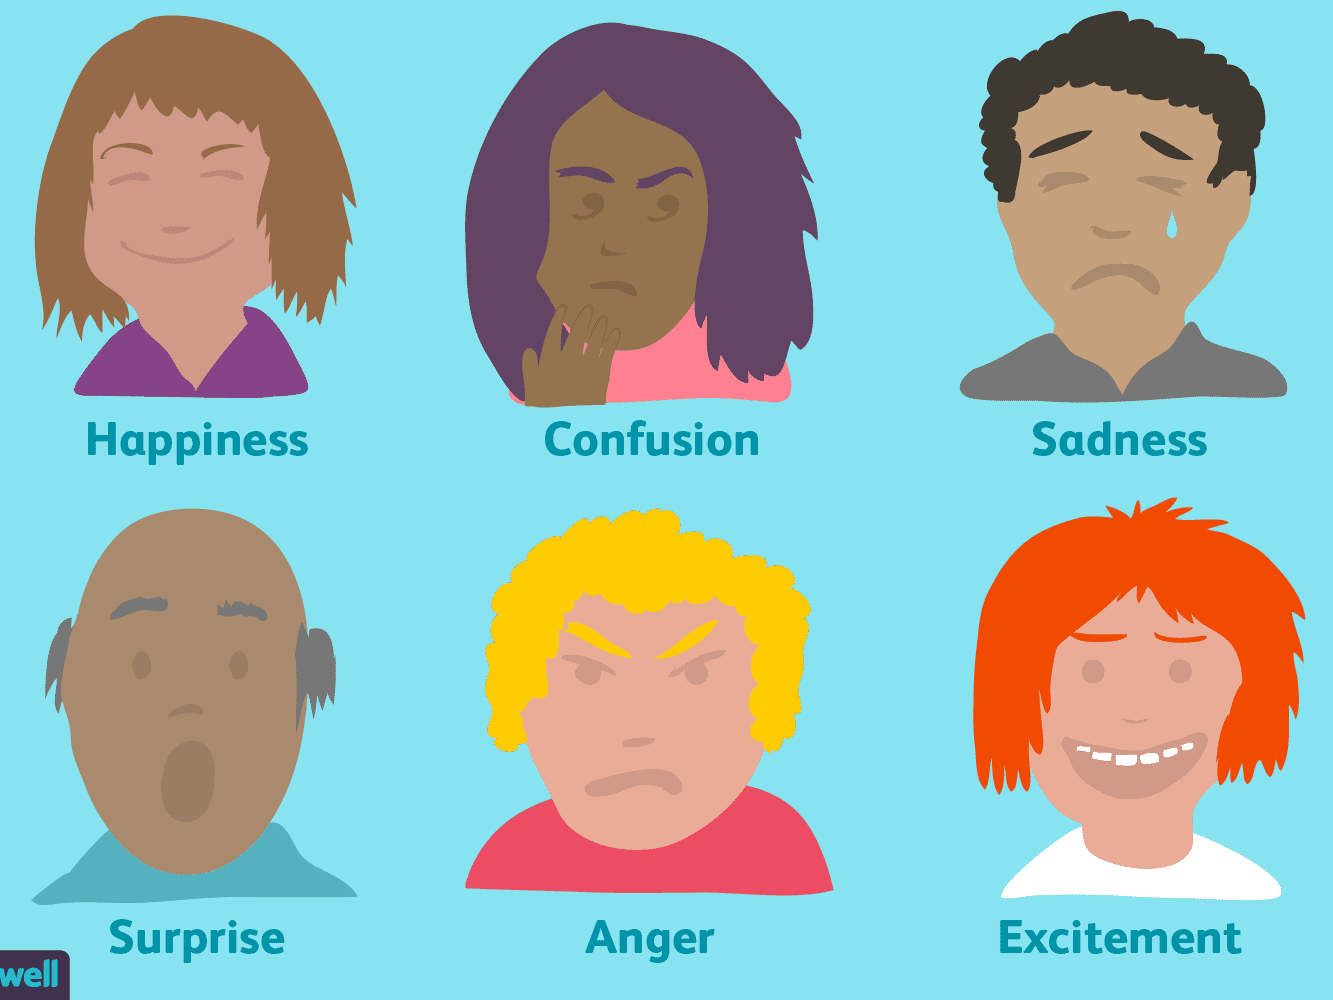 Happiness
Confusion
Sadness
Surprise
Anger
Excitement
well